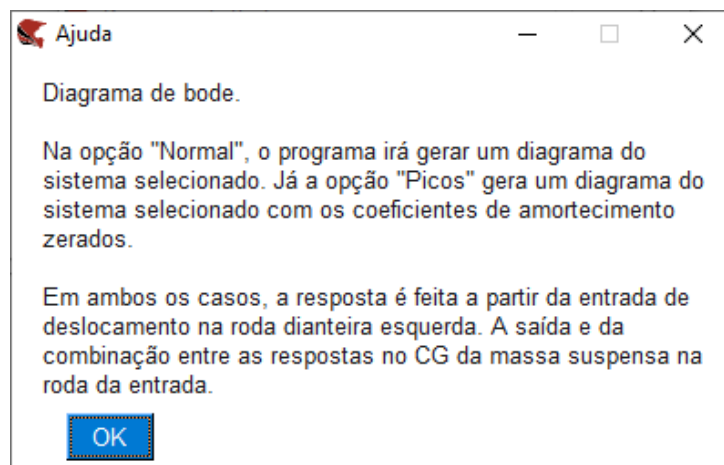 Ajuda
Diagrama de bode.
Na opção "Normal", o programa irá gerar um diagrama do
sistema selecionado. Já a opção "Picos" gera um diagrama do
sistema selecionado com os coeficientes de amortecimento
zerados.
Em ambos os casos, a resposta é feita a partir da entrada de
deslocamento na roda dianteira esquerda. A saída e da
combinação entre as respostas no CG da massa suspensa na
roda da entrada.
OK